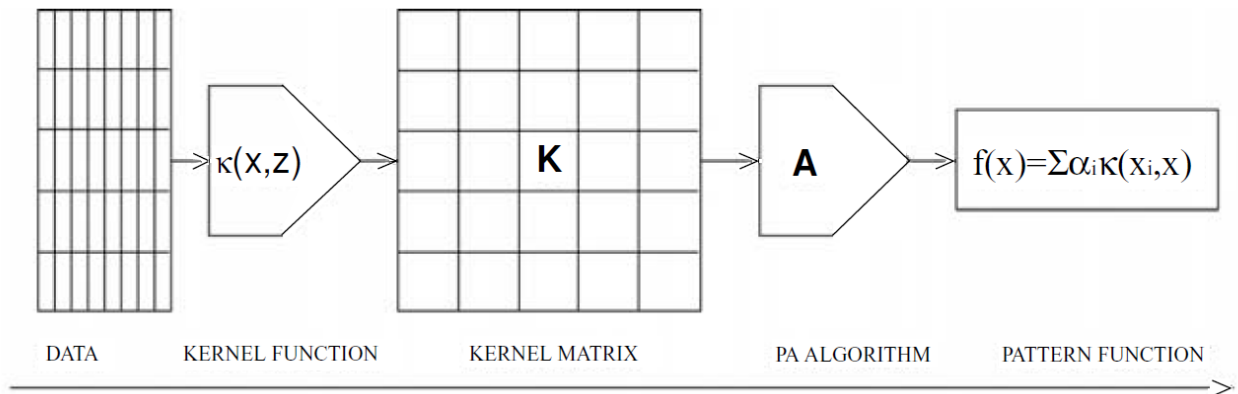 κ(x,z)
K
A
f(x)=Σαᵢκ(xᵢ,x)
DATA
KERNEL FUNCTION
KERNEL MATRIX
PA ALGORITHM
PATTERN FUNCTION